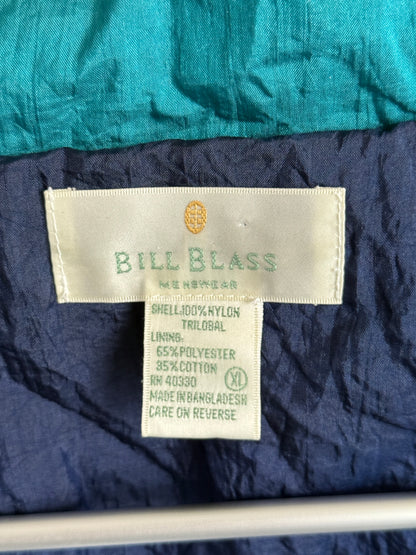 BILL BLASS
MENSWEAR
SHELL:100%NYLON
TRILOBAL
LINING:
65%POLYESTER
35%COTTON
RN 40330 XL
MADE IN BANGLADESH
CARE ON REVERSE